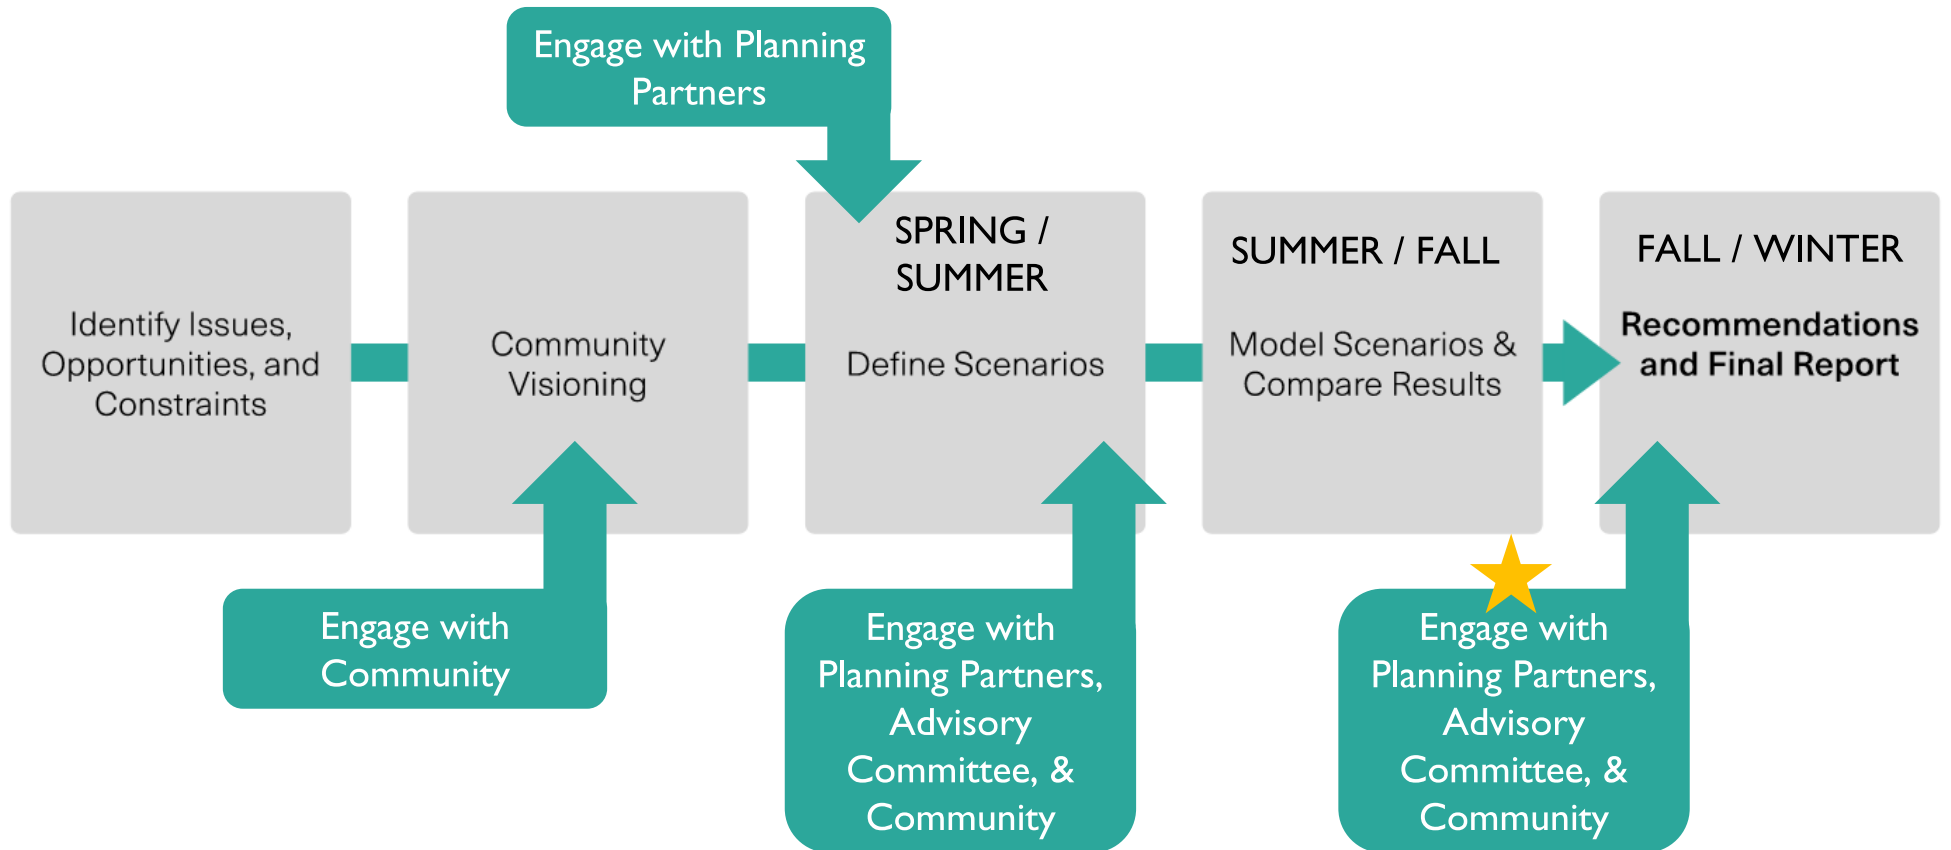 Engage with Planning
Partners
Identify Issues,
Opportunities, and
Constraints
Community
Visioning
SPRING /
SUMMER
Define Scenarios
SUMMER / FALL
Model Scenarios &
Compare Results
FALL / WINTER
Recommendations
and Final Report
Engage with
Community
Engage with
Planning Partners,
Advisory
Committee, &
Community
Engage with
Planning Partners,
Advisory
Committee, &
Community